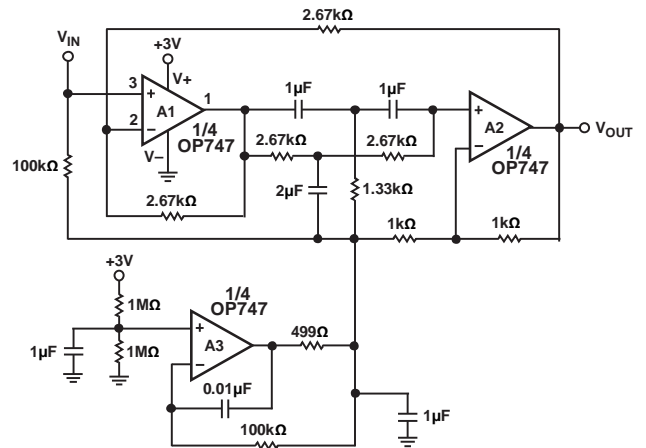 2.67kΩ
VIN
+3V
3
V+
1
1µF
1µF
+
A1
2
−
+
A2
−
VOUT
1/4
OP747
V−
2.67kΩ
2.67kΩ
1/4
OP747
100kΩ
2µF
1.33kΩ
2.67kΩ
1kΩ
1kΩ
+3V
1/4
OP747
1MΩ
+
A3
−
499Ω
1µF
1MΩ
0.01µF
1µF
100kΩ